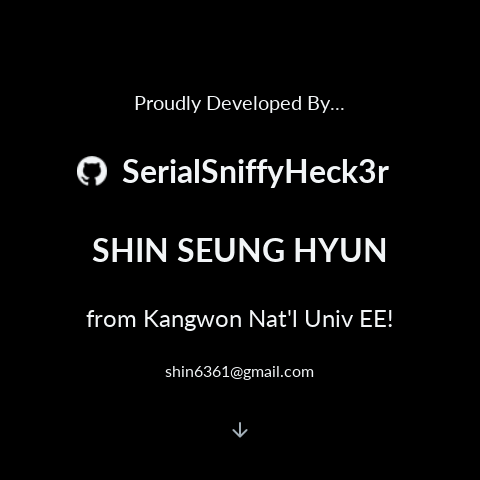 Proudly Developed By...
SerialSniffyHeck3r
SHIN SEUNG HYUN
from Kangwon Nat'l Univ EE!
shin6361@gmail.com